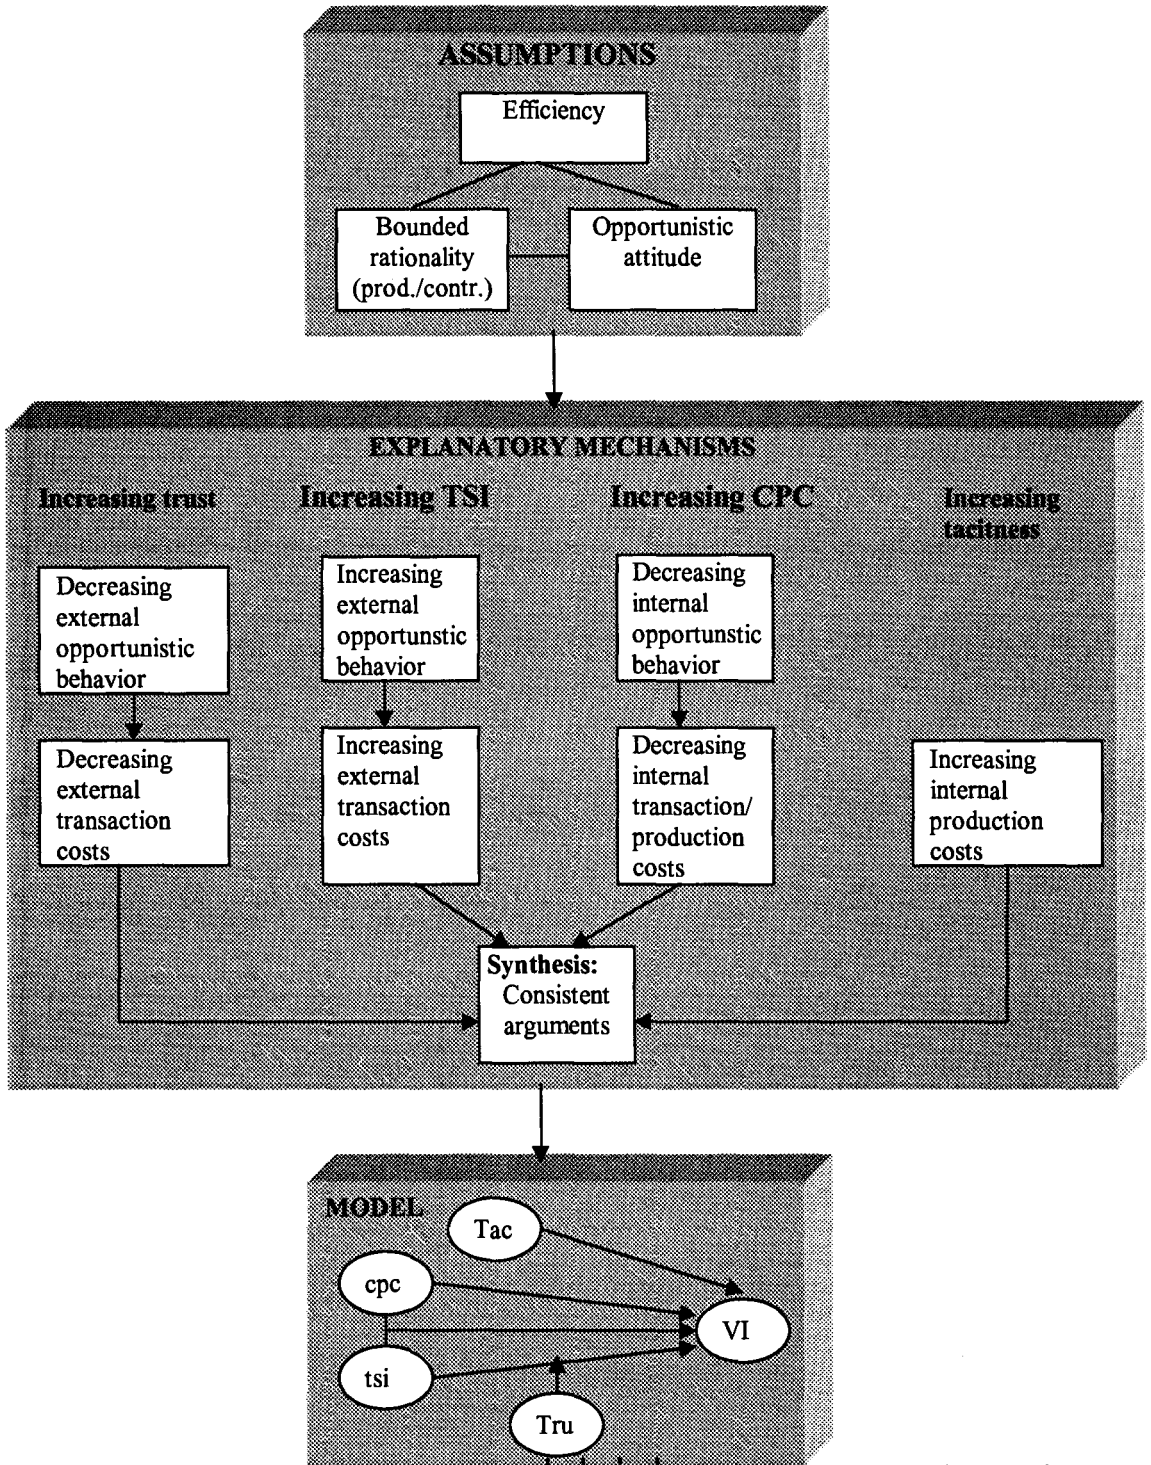 ASSUMPTIONS
Efficiency
Bounded
rationality
(prod./contr.)
Opportunistic
attitude
EXPLANATORY MECHANISMS
Increasing trust
Increasing TSI
Increasing CPC
Increasing
tacitness
Decreasing
external
opportunistic
behavior
Increasing
external
opportunstic
behavior
Decreasing
internal
opportunstic
behavior
Decreasing
external
transaction
costs
Increasing
external
transaction
costs
Decreasing
internal
transaction/
production
costs
Increasing
internal
production
costs
Synthesis:
Consistent
arguments
MODEL
Tac
cpc
VI
tsi
Tru